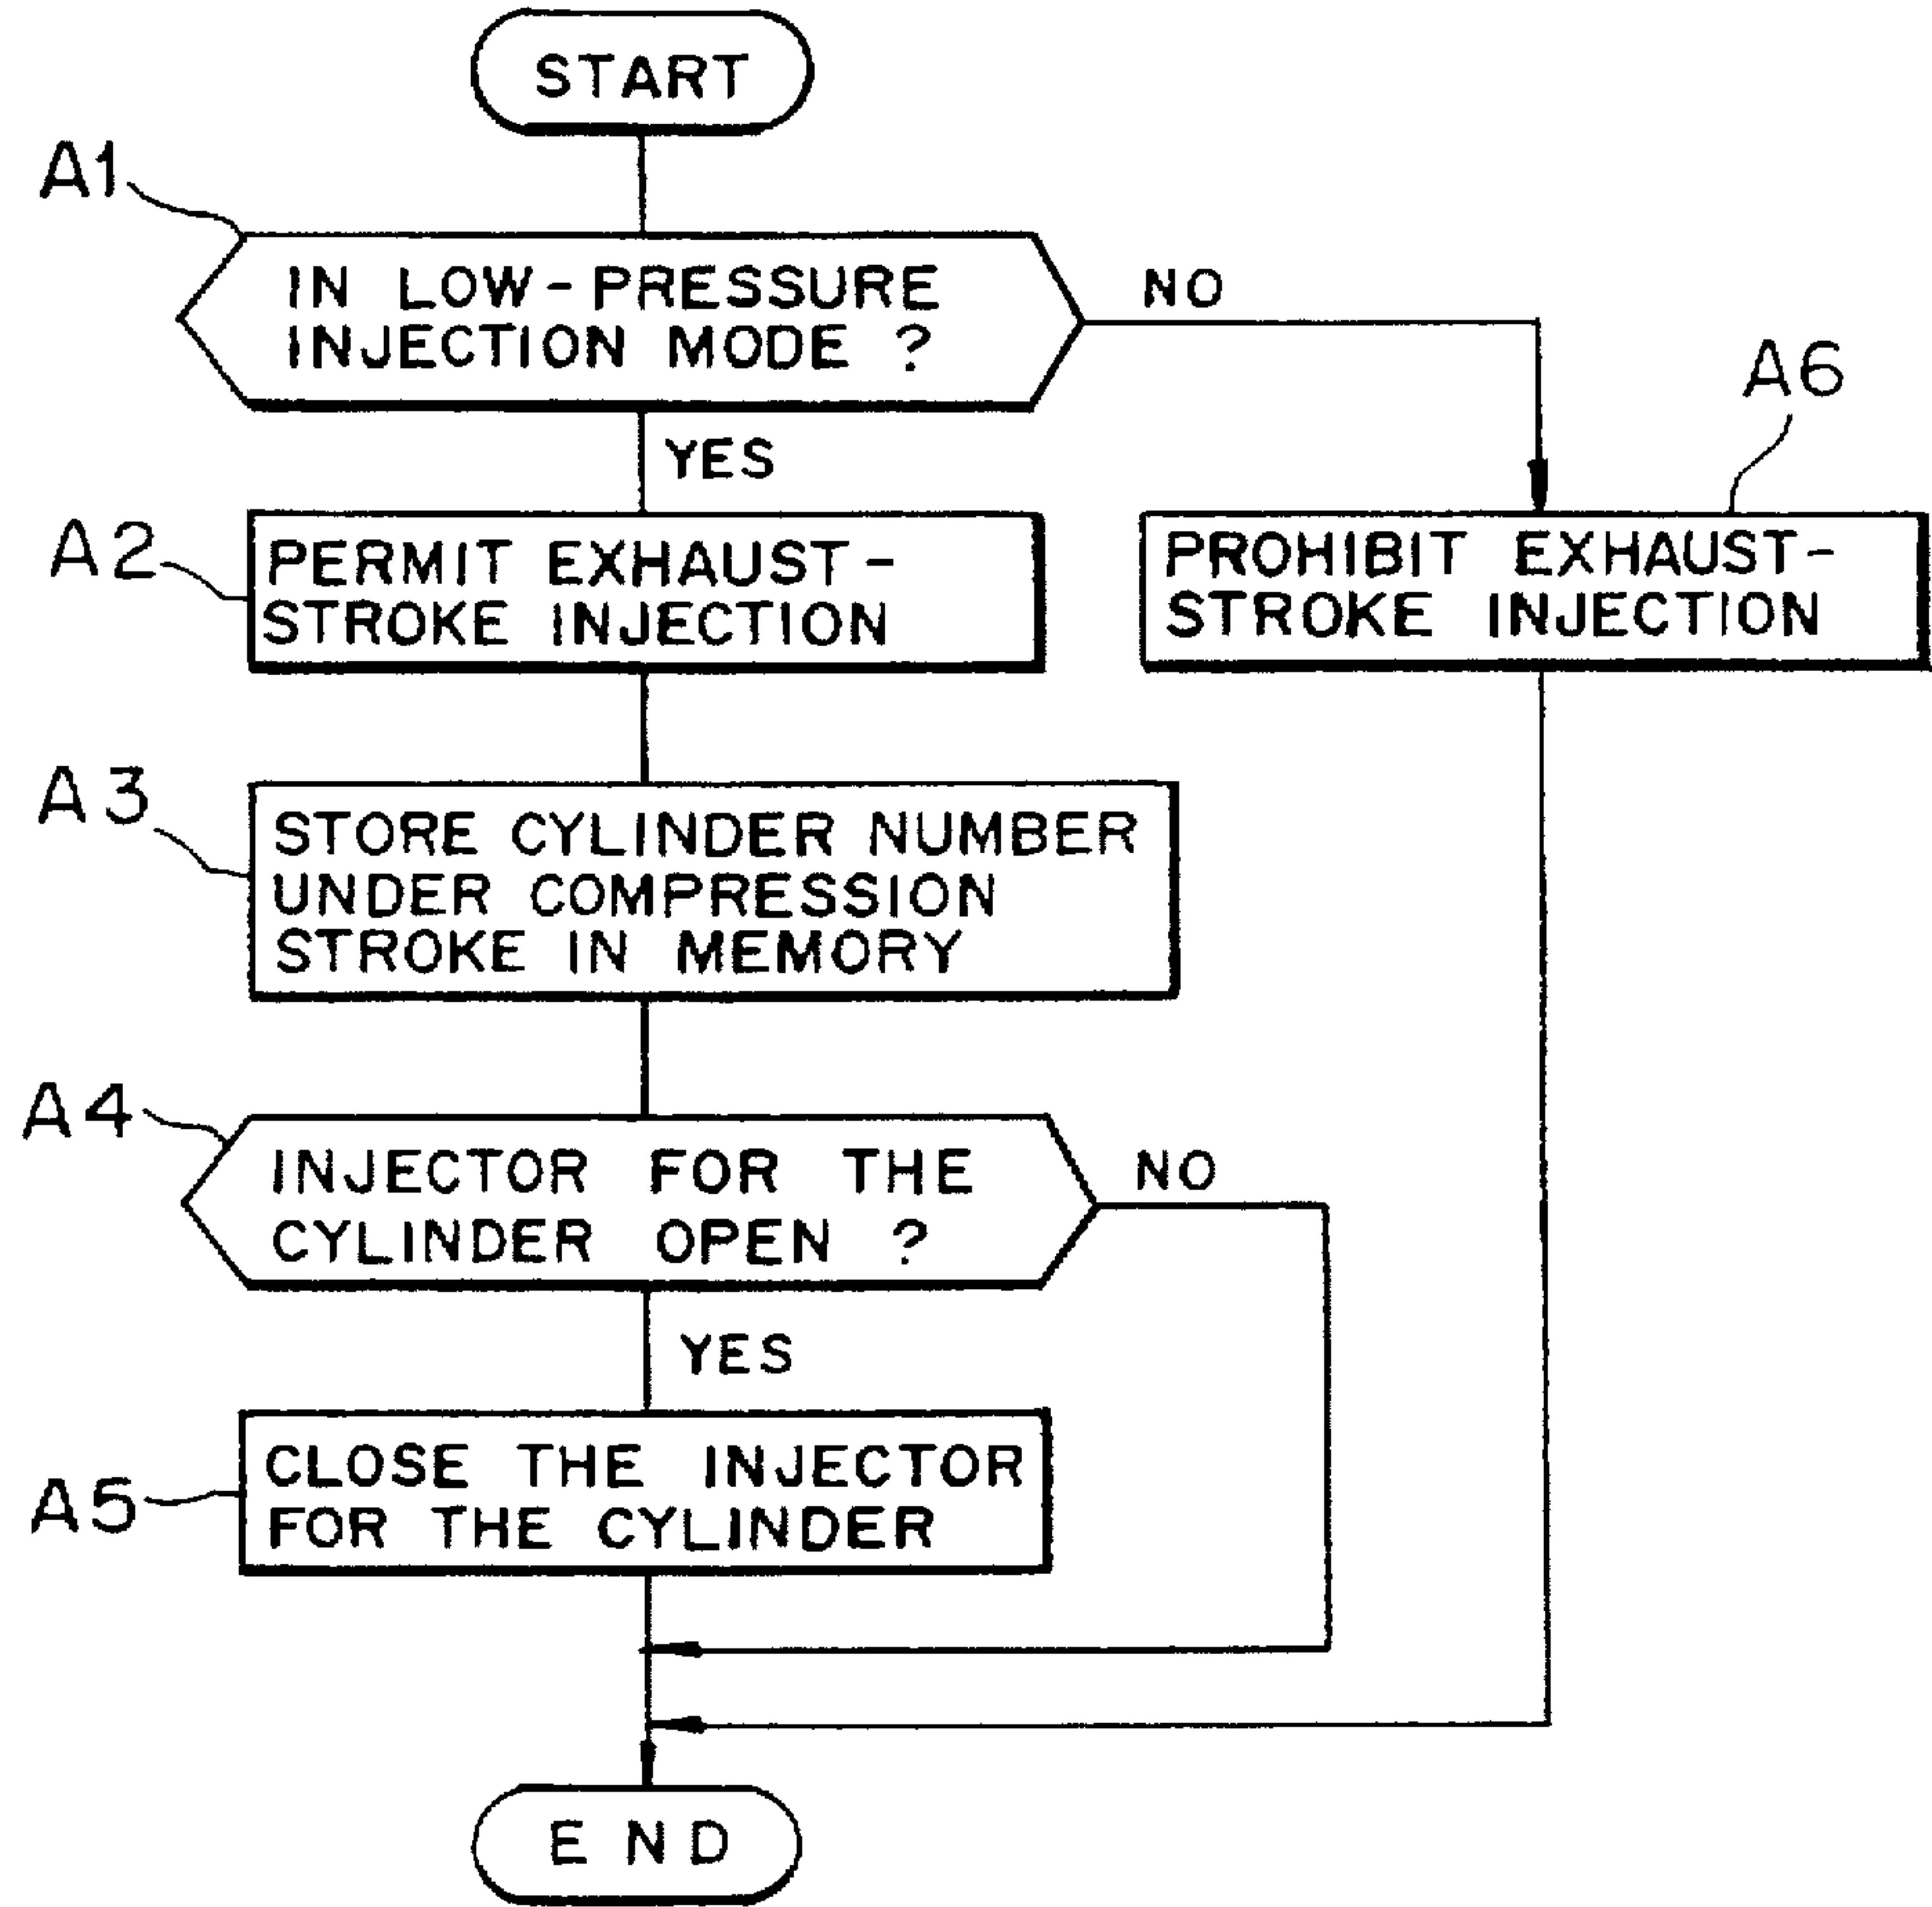 START
A1
IN LOW-PRESSURE
INJECTION MODE ?
NO
YES
A6
A2
PERMIT EXHAUST-
STROKE INJECTION
PROHIBIT EXHAUST-
STROKE INJECTION
A3
STORE CYLINDER NUMBER
UNDER COMPRESSION
STROKE IN MEMORY
A4
INJECTOR FOR THE
CYLINDER OPEN ?
NO
YES
A5
CLOSE THE INJECTOR
FOR THE CYLINDER
END